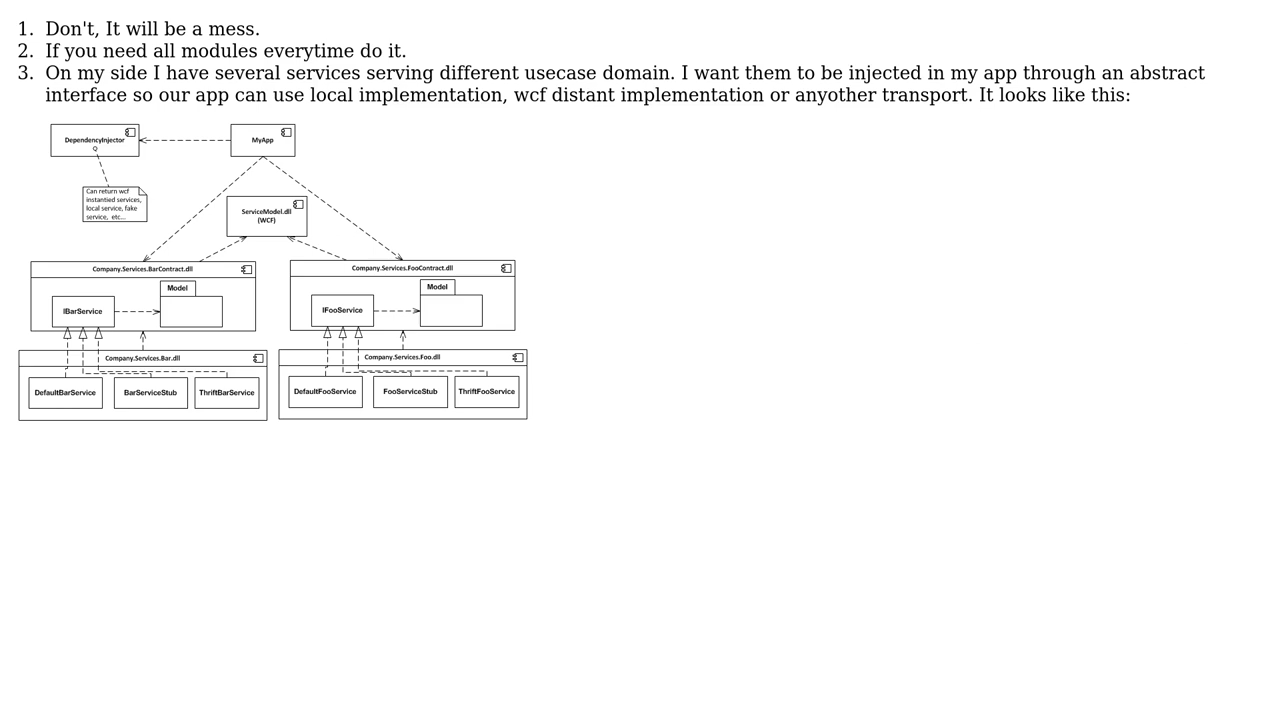 1. Don't, It will be a mess.
2. If you need all modules everytime do it.
3. On my side I have several services serving different usecase domain. I want them to be injected in my app through an abstract
interface so our app can use local implementation, wcf distant implementation or anyother transport. It looks like this:
DependencyInjector
MyApp
Can return wcf
instantied services,
local service, fake
service, etc...
ServiceModel.dll
(WCF)
Company.Services.BarContract.dll
Model
IBarService
Company.Services.FooContract.dll
Model
IFooService
Company.Services.Bar.dll
DefaultBarService
BarServiceStub
ThriftBarService
Company.Services.Foo.dll
DefaultFooService
FooServiceStub
ThriftFooService